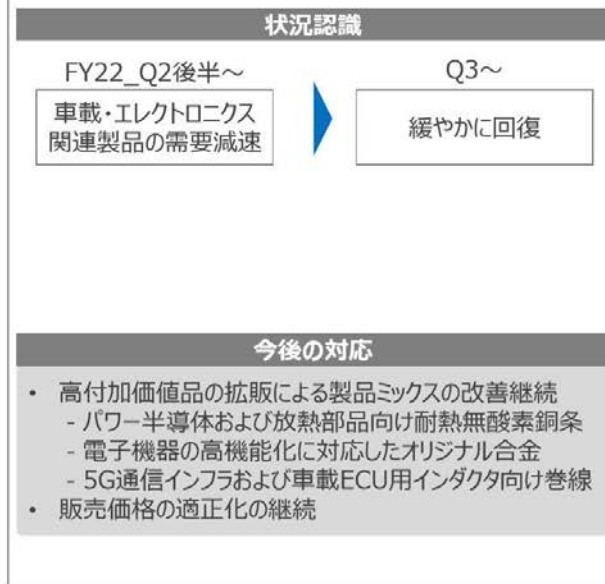 状況認識
FY22_Q2後半～
Q3～
車載・エレクトロニクス
関連製品の需要減速
緩やかに回復
今後の対応
• 高付加価値品の拡販による製品ミックスの改善継続
- パワー半導体および放熱部品向け耐熱無酸素銅条
- 電子機器の高機能化に対応したオリジナル合金
- 5G通信インフラおよび車載ECU用インダクタ向け巻線
• 販売価格の適正化の継続